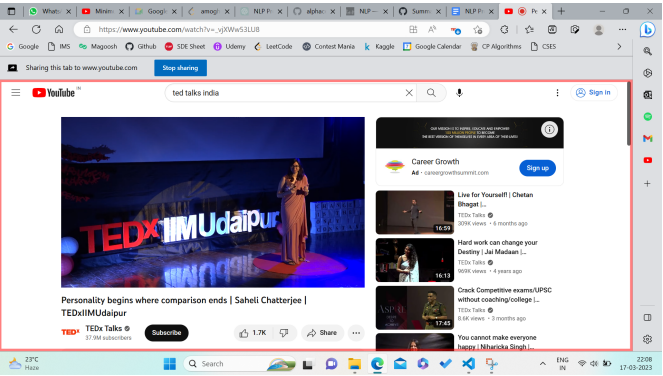 Whats
Minim
Google
amogh
NLP P
alphac
NLP –
Summ
NLP P
Pe
https://www.youtube.com/watch?v=_vjXWwS3LU8
Google
IMS
Magoosh
Github
SDE Sheet
Udemy
LeetCode
Contest Mania
Kaggle
Google Calendar
CP Algorithms
CSES
Sharing this tab to www.youtube.com
Stop sharing
YouTube IN
ted talks india
Sign in
TEDx IIMUdaipur
Career Growth
Ad · careergrowthsummit.com
Sign up
Live for Yourself! | Chetan
Bhagat |...
TEDx Talks
309K views · 6 months ago
16:59
Hard work can change your
Destiny | Jai Madaan |...
TEDx Talks
969K views · 4 years ago
16:13
Crack Competitive exams/UPSC
without coaching/college |...
TEDx Talks
8.6K views · 3 months ago
17:45
You cannot make everyone
happy | Niharicka Singh |...
Personality begins where comparison ends | Saheli Chatterjee |
TEDxIIMUdaipur
TEDx
TEDx Talks
37.9M subscribers
Subscribe
1.7K
Share
23°C
Haze
Search
ENG
IN
22:08
17-03-2023